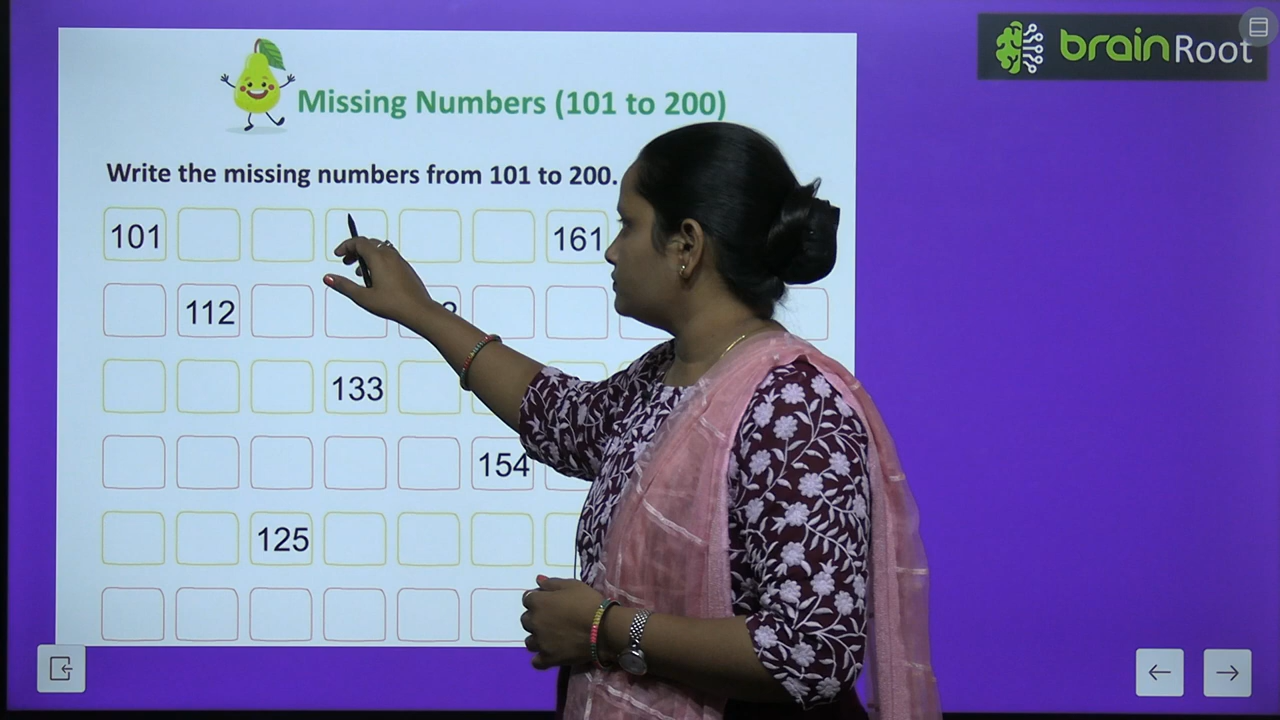 brainRoot
Missing Numbers (101 to 200)
Write the missing numbers from 101 to 200.
101 161
112
133
154
125